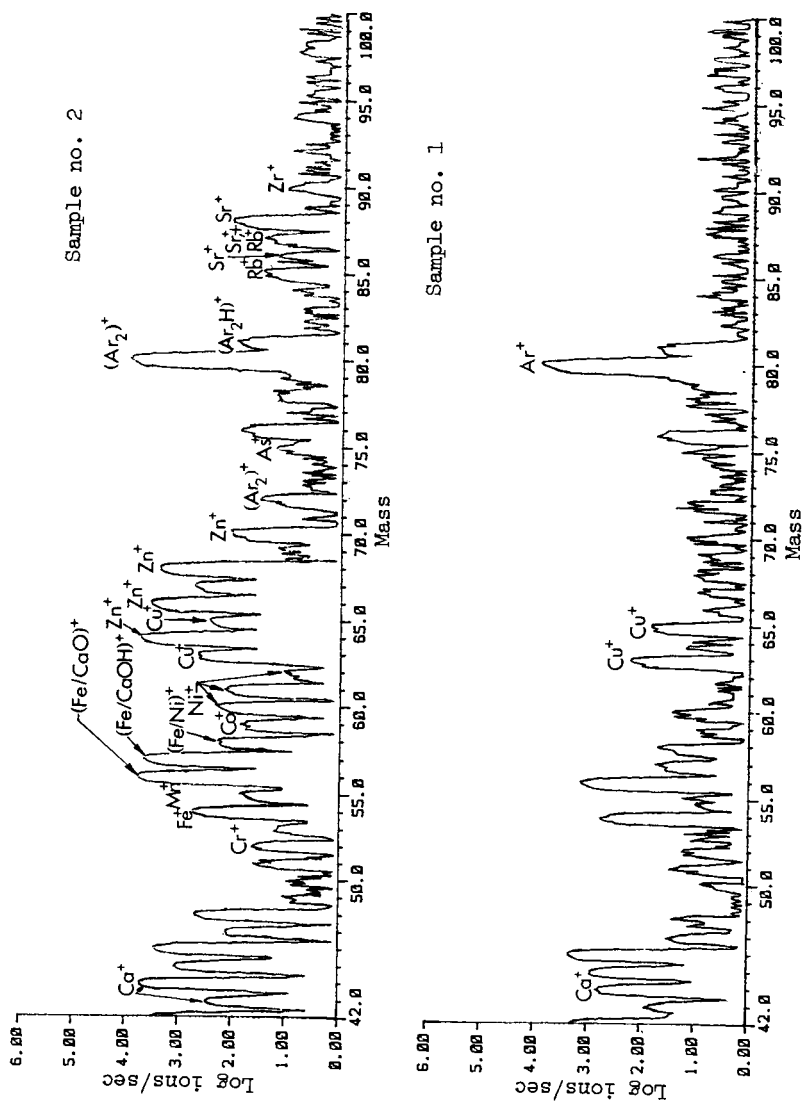 Sample no. 2
6.00
5.00
4.00
3.00
2.00
1.00
0.00
Log ions/sec
Ca⁺
Cr⁺
Fe⁺
Mn⁺
(Fe/CaO)⁺
(Fe/CaOH)⁺
(Fe/Ni)⁺
Co⁺
Ni⁺
Cu⁺
Zn⁺
Cu⁺
Zn⁺
Zn⁺
Zn⁺
(Ar₂)⁺
As⁺
(Ar₂)⁺
(Ar₂H)⁺
Rb⁺
Sr⁺
Sr⁺
Rb⁺
Sr⁺
Zr⁺
42.0 50.0 55.0 60.0 65.0 70.0 75.0 80.0 85.0 90.0 95.0 100.0
Mass
Sample no. 1
6.00
5.00
4.00
3.00
2.00
1.00
0.00
Log ions/sec
Ca⁺
Cu⁺
Cu⁺
Ar⁺
42.0 50.0 55.0 60.0 65.0 70.0 75.0 80.0 85.0 90.0 95.0 100.0
Mass